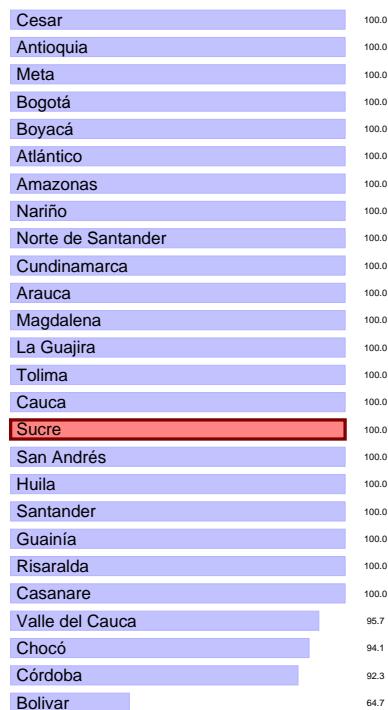 Cesar 100.0
Antioquia 100.0
Meta 100.0
Bogotá 100.0
Boyacá 100.0
Atlántico 100.0
Amazonas 100.0
Nariño 100.0
Norte de Santander 100.0
Cundinamarca 100.0
Arauca 100.0
Magdalena 100.0
La Guajira 100.0
Tolima 100.0
Cauca 100.0
Sucre 100.0
San Andrés 100.0
Huila 100.0
Santander 100.0
Guainía 100.0
Risaralda 100.0
Casanare 100.0
Valle del Cauca 95.7
Chocó 94.1
Córdoba 92.3
Bolivar 64.7